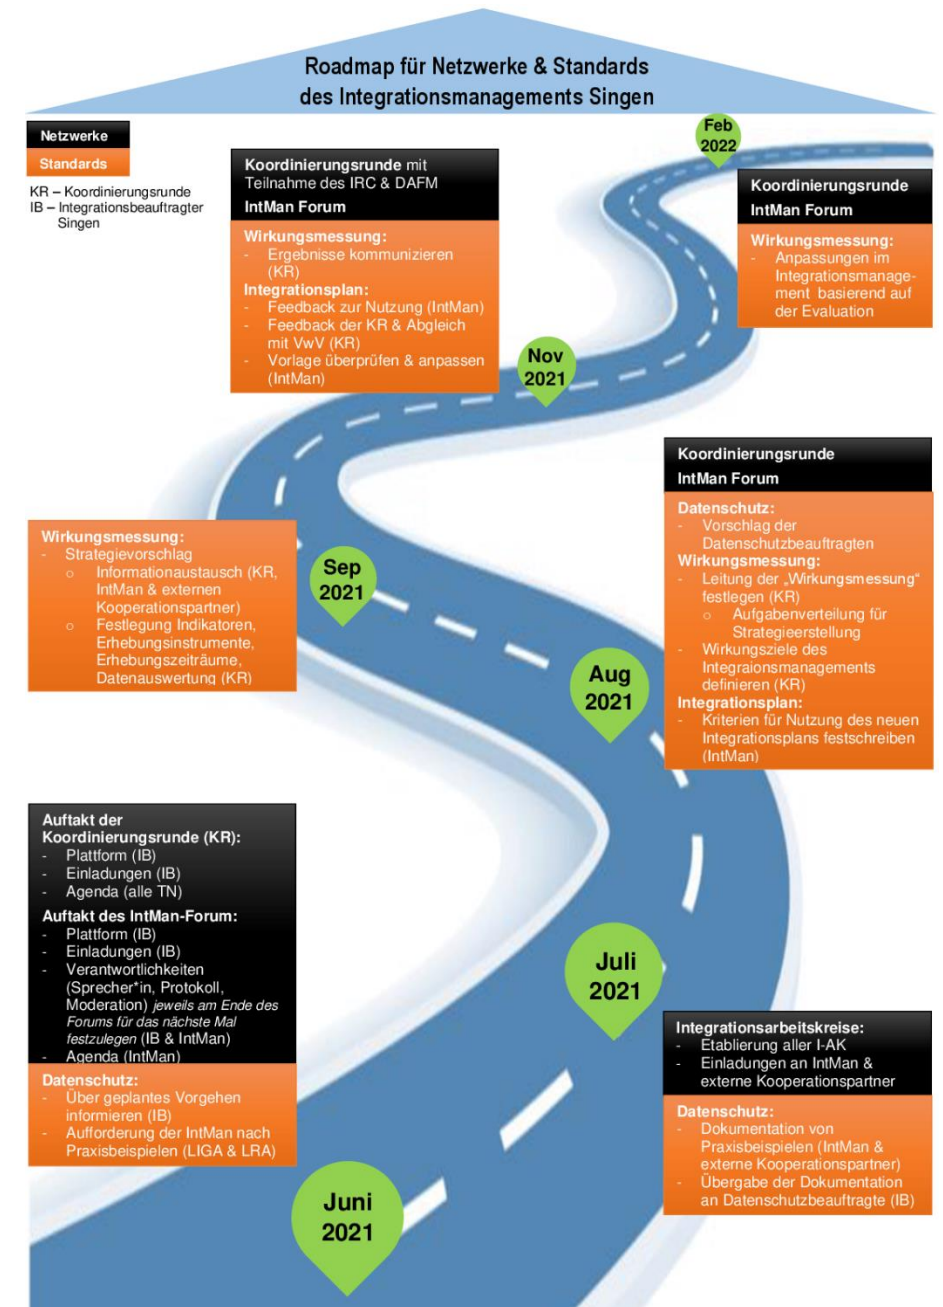 Roadmap für Netzwerke & Standards
des Integrationsmanagements Singen
Netzwerke
Standards
KR – Koordinierungsrunde
IB – Integrationsbeauftragter
Singen
Feb
2022
Koordinierungsrunde mit
Teilnahme des IRC & DAFM
IntMan Forum
Wirkungsmessung:
- Ergebnisse kommunizieren
(KR)
Integrationsplan:
- Feedback zur Nutzung (IntMan)
- Feedback der KR & Abgleich
mit VwV (KR)
- Vorlage überprüfen & anpassen
(IntMan)
Koordinierungsrunde
IntMan Forum
Wirkungsmessung:
- Anpassungen im
Integrationsmanage-
ment basierend auf
der Evaluation
Nov
2021
Koordinierungsrunde
IntMan Forum
Datenschutz:
- Vorschlag der
Datenschutzbeauftragten
Wirkungsmessung:
- Leitung der „Wirkungsmessung“
festlegen (KR)
o Aufgabenverteilung für
Strategieerstellung
- Wirkungsziele des
Integraionsmanagements
definieren (KR)
Integrationsplan:
- Kriterien für Nutzung des neuen
Integrationsplans festschreiben
(IntMan)
Wirkungsmessung:
- Strategievorschlag
o Informationaustausch (KR,
IntMan & externen
Kooperationspartner)
o Festlegung Indikatoren,
Erhebungsinstrumente,
Erhebungszeiträume,
Datenauswertung (KR)
Sep
2021
Aug
2021
Auftakt der
Koordinierungsrunde (KR):
- Plattform (IB)
- Einladungen (IB)
- Agenda (alle TN)
Auftakt des IntMan-Forum:
- Plattform (IB)
- Einladungen (IB)
- Verantwortlichkeiten
(Sprecher*in, Protokoll,
Moderation) jeweils am Ende des
Forums für das nächste Mal
festzulegen (IB & IntMan)
- Agenda (IntMan)
Datenschutz:
- Über geplantes Vorgehen
informieren (IB)
- Aufforderung der IntMan nach
Praxisbeispielen (LIGA & LRA)
Juli
2021
Integrationsarbeitskreise:
- Etablierung aller I-AK
- Einladungen an IntMan &
externe Kooperationspartner
Datenschutz:
- Dokumentation von
Praxisbeispielen (IntMan &
externe Kooperationspartner)
- Übergabe der Dokumentation
an Datenschutzbeauftragte (IB)
Juni
2021